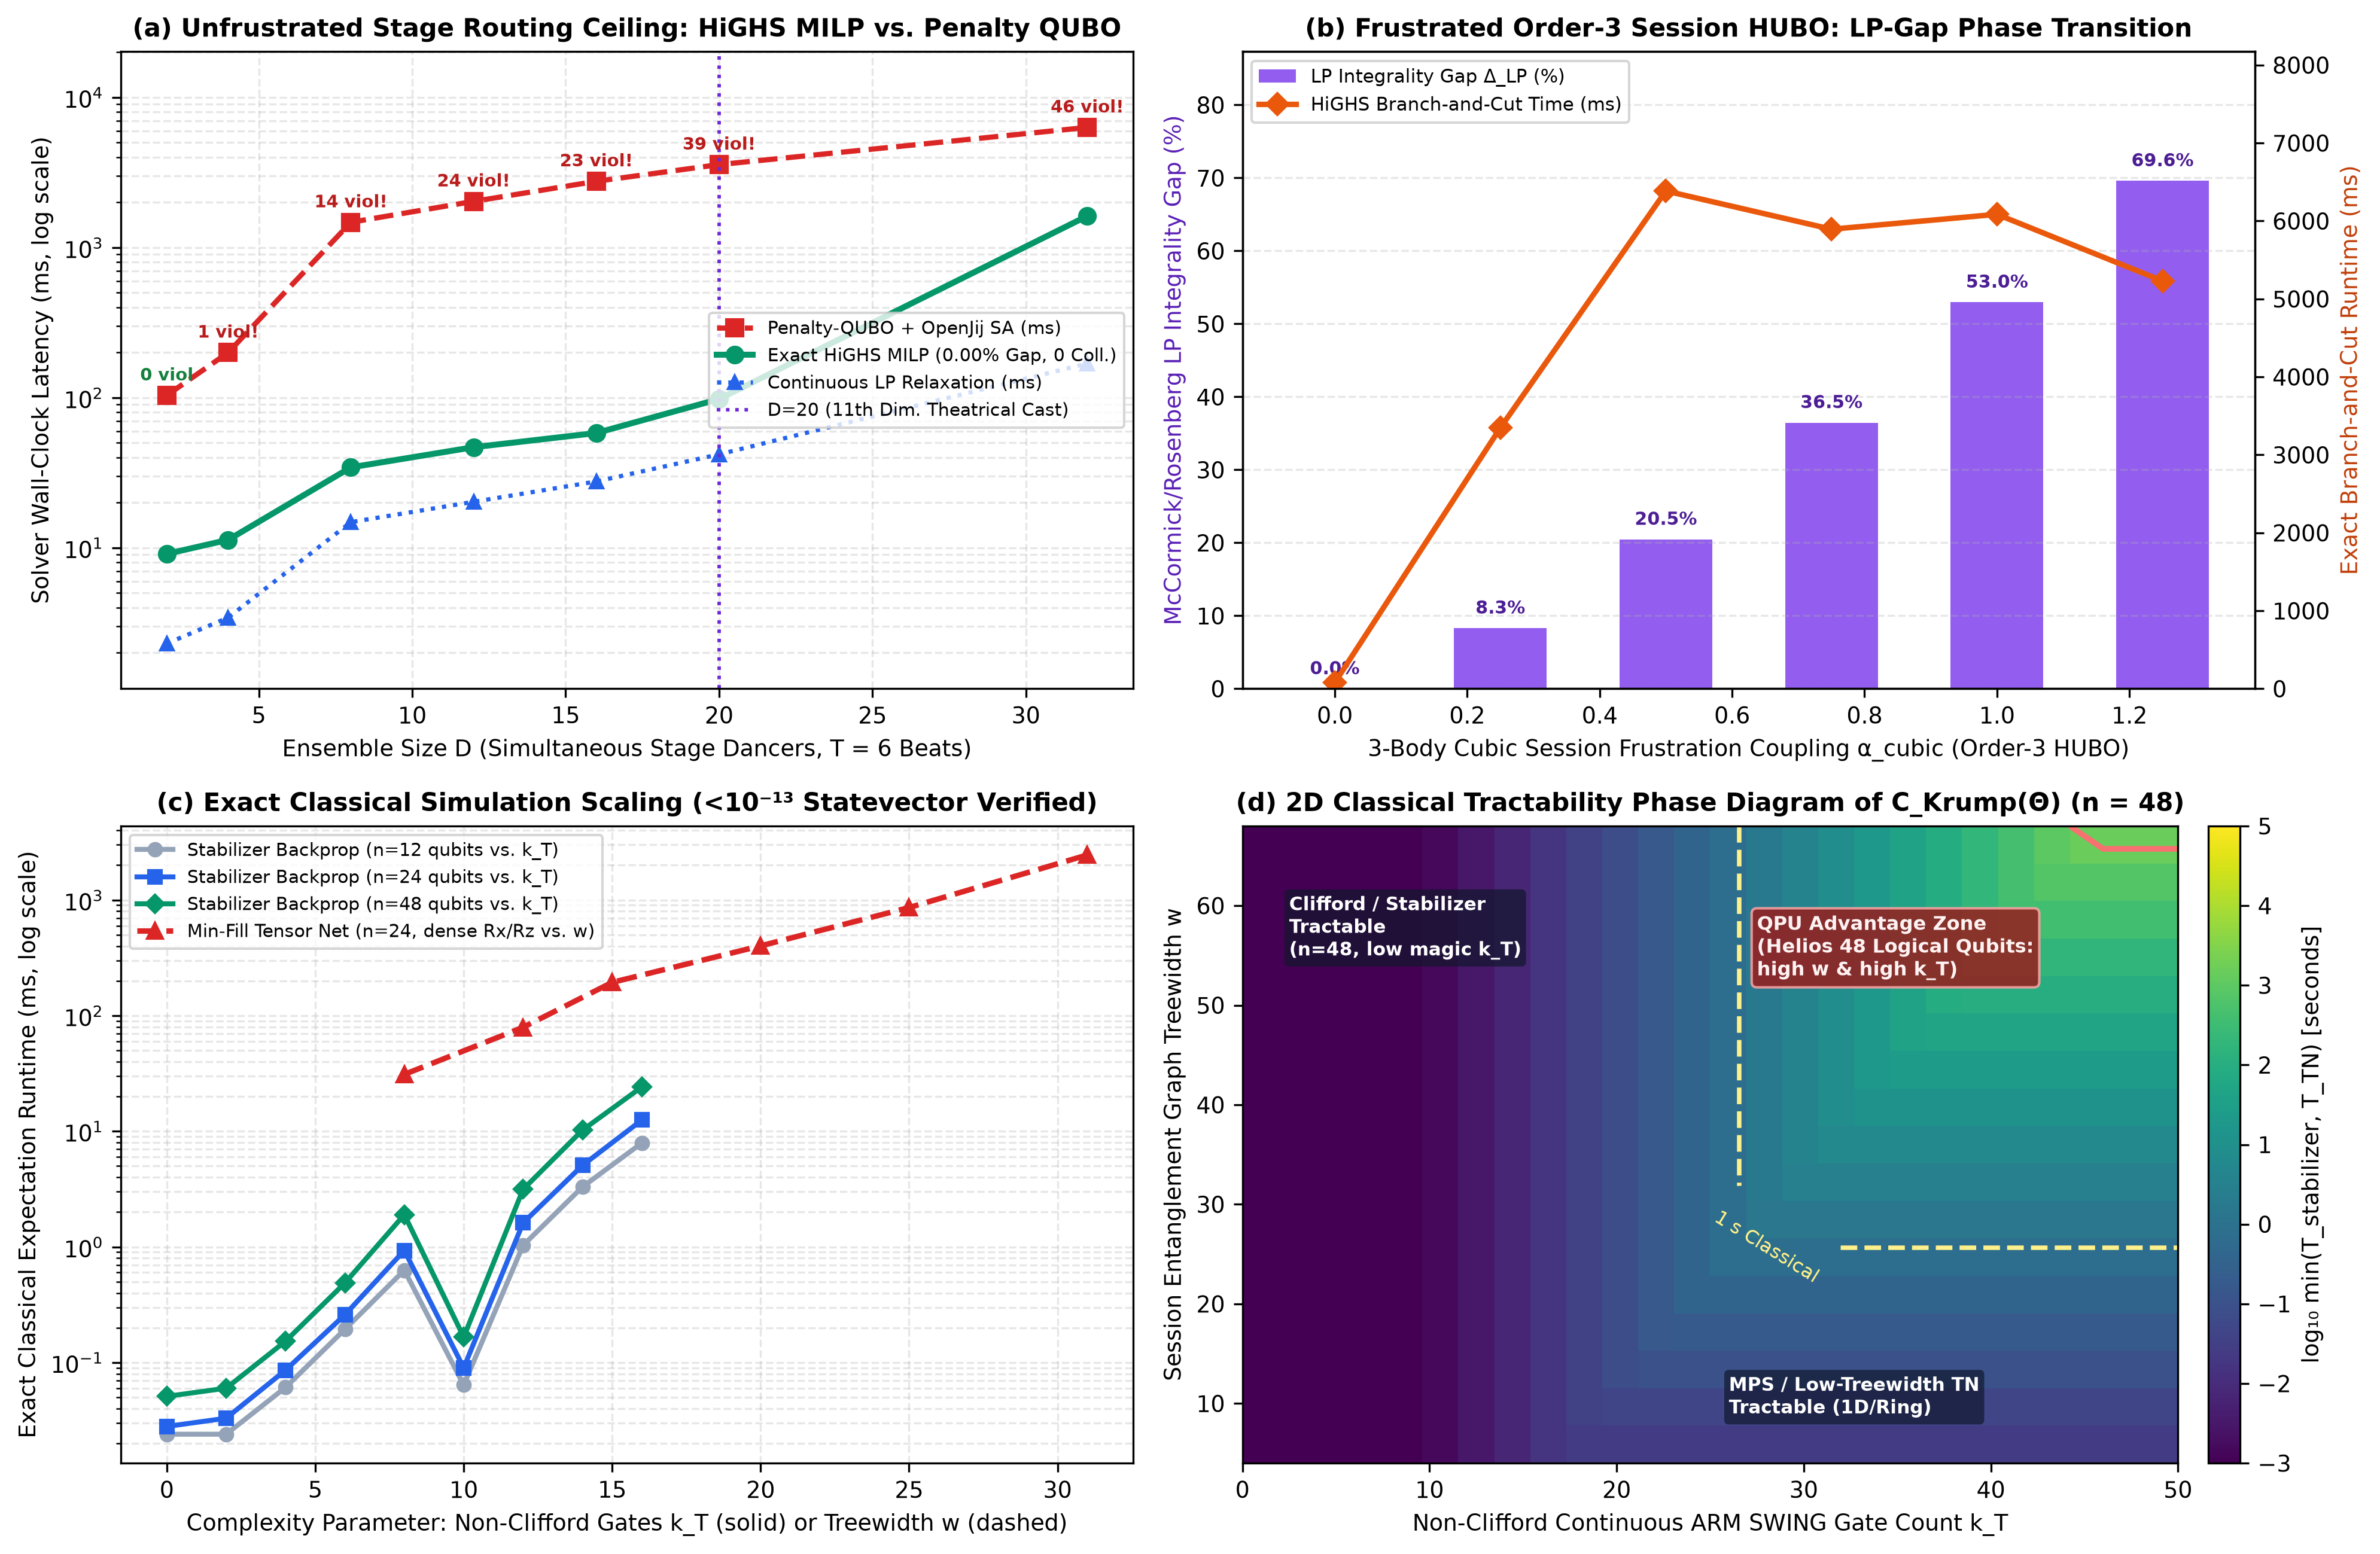 (a) Unfrustrated Stage Routing Ceiling: HiGHS MILP vs. Penalty QUBO
Solver Wall-Clock Latency (ms, log scale)
10⁴
10³
10²
10¹
0 viol
1 viol!
14 viol!
24 viol!
23 viol!
39 viol!
46 viol!
Penalty-QUBO + OpenJij SA (ms)
Exact HiGHS MILP (0.00% Gap, 0 Coll.)
Continuous LP Relaxation (ms)
D=20 (11th Dim. Theatrical Cast)
5 10 15 20 25 30
Ensemble Size D (Simultaneous Stage Dancers, T = 6 Beats)
(b) Frustrated Order-3 Session HUBO: LP-Gap Phase Transition
McCormick/Rosenberg LP Integrality Gap (%)
80
70
60
50
40
30
20
10
0
LP Integrality Gap Δ_LP (%)
HiGHS Branch-and-Cut Time (ms)
0.0%
8.3%
20.5%
36.5%
53.0%
69.6%
8000
7000
6000
5000
4000
3000
2000
1000
0
Exact Branch-and-Cut Runtime (ms)
0.0 0.2 0.4 0.6 0.8 1.0 1.2
3-Body Cubic Session Frustration Coupling α_cubic (Order-3 HUBO)
(c) Exact Classical Simulation Scaling (<10⁻¹³ Statevector Verified)
Exact Classical Expectation Runtime (ms, log scale)
10³
10²
10¹
10⁰
10⁻¹
Stabilizer Backprop (n=12 qubits vs. k_T)
Stabilizer Backprop (n=24 qubits vs. k_T)
Stabilizer Backprop (n=48 qubits vs. k_T)
Min-Fill Tensor Net (n=24, dense Rx/Rz vs. w)
0 5 10 15 20 25 30
Complexity Parameter: Non-Clifford Gates k_T (solid) or Treewidth w (dashed)
(d) 2D Classical Tractability Phase Diagram of C_Krump(Θ) (n = 48)
Session Entanglement Graph Treewidth w
60
50
40
30
20
10
Clifford / Stabilizer
Tractable
(n=48, low magic k_T)
QPU Advantage Zone
(Helios 48 Logical Qubits:
high w & high k_T)
1 s Classical
MPS / Low-Treewidth TN
Tractable (1D/Ring)
0 10 20 30 40 50
Non-Clifford Continuous ARM SWING Gate Count k_T
5
4
3
2
1
0
−1
−2
−3
log₁₀ min(T_stabilizer, T_TN) [seconds]